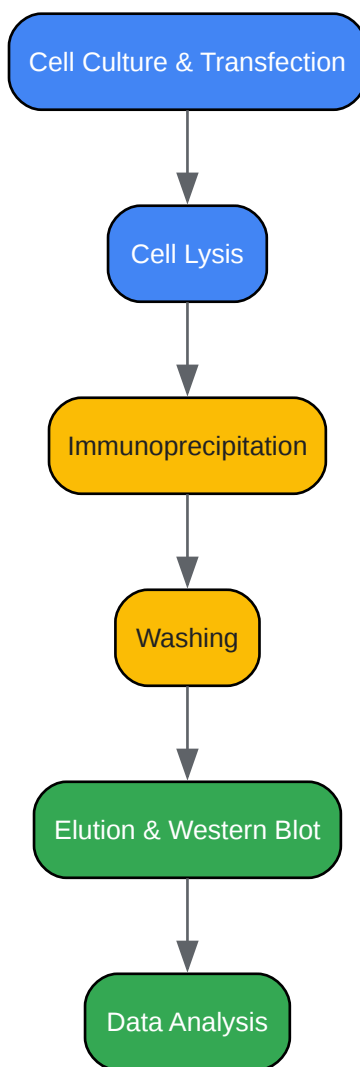 Cell Culture & Transfection
Cell Lysis
Immunoprecipitation
Washing
Elution & Western Blot
Data Analysis